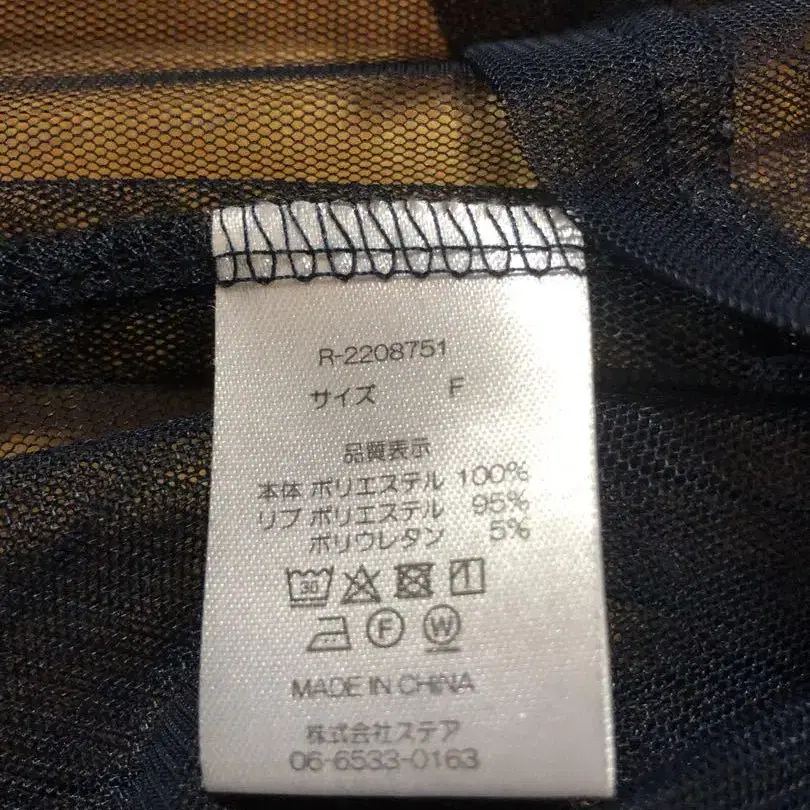 R-2208751
サイズ F
品質表示
本体 ポリエステル 100%
リブ ポリエステル 95%
ポリウレタン 5%
30
F W
MADE IN CHINA
株式会社ステア
06-6533-0163